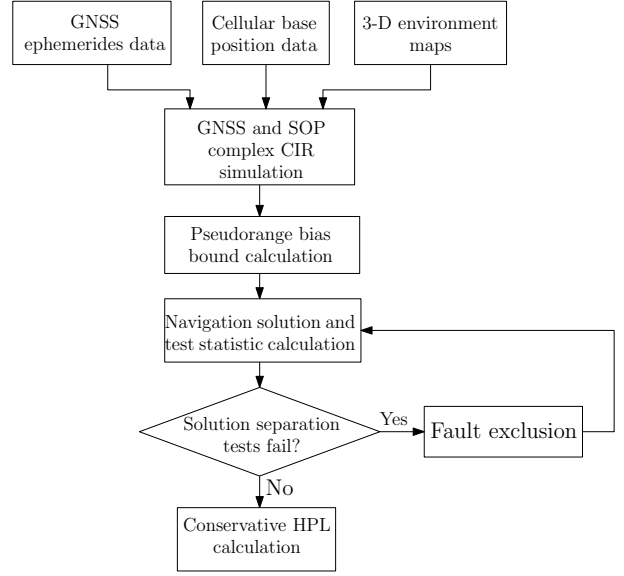 GNSS
ephemerides data
Cellular base
position data
3-D environment
maps
GNSS and SOP
complex CIR
simulation
Pseudorange bias
bound calculation
Navigation solution and
test statistic calculation
Solution separation
tests fail?
Yes
Fault exclusion
No
Conservative HPL
calculation